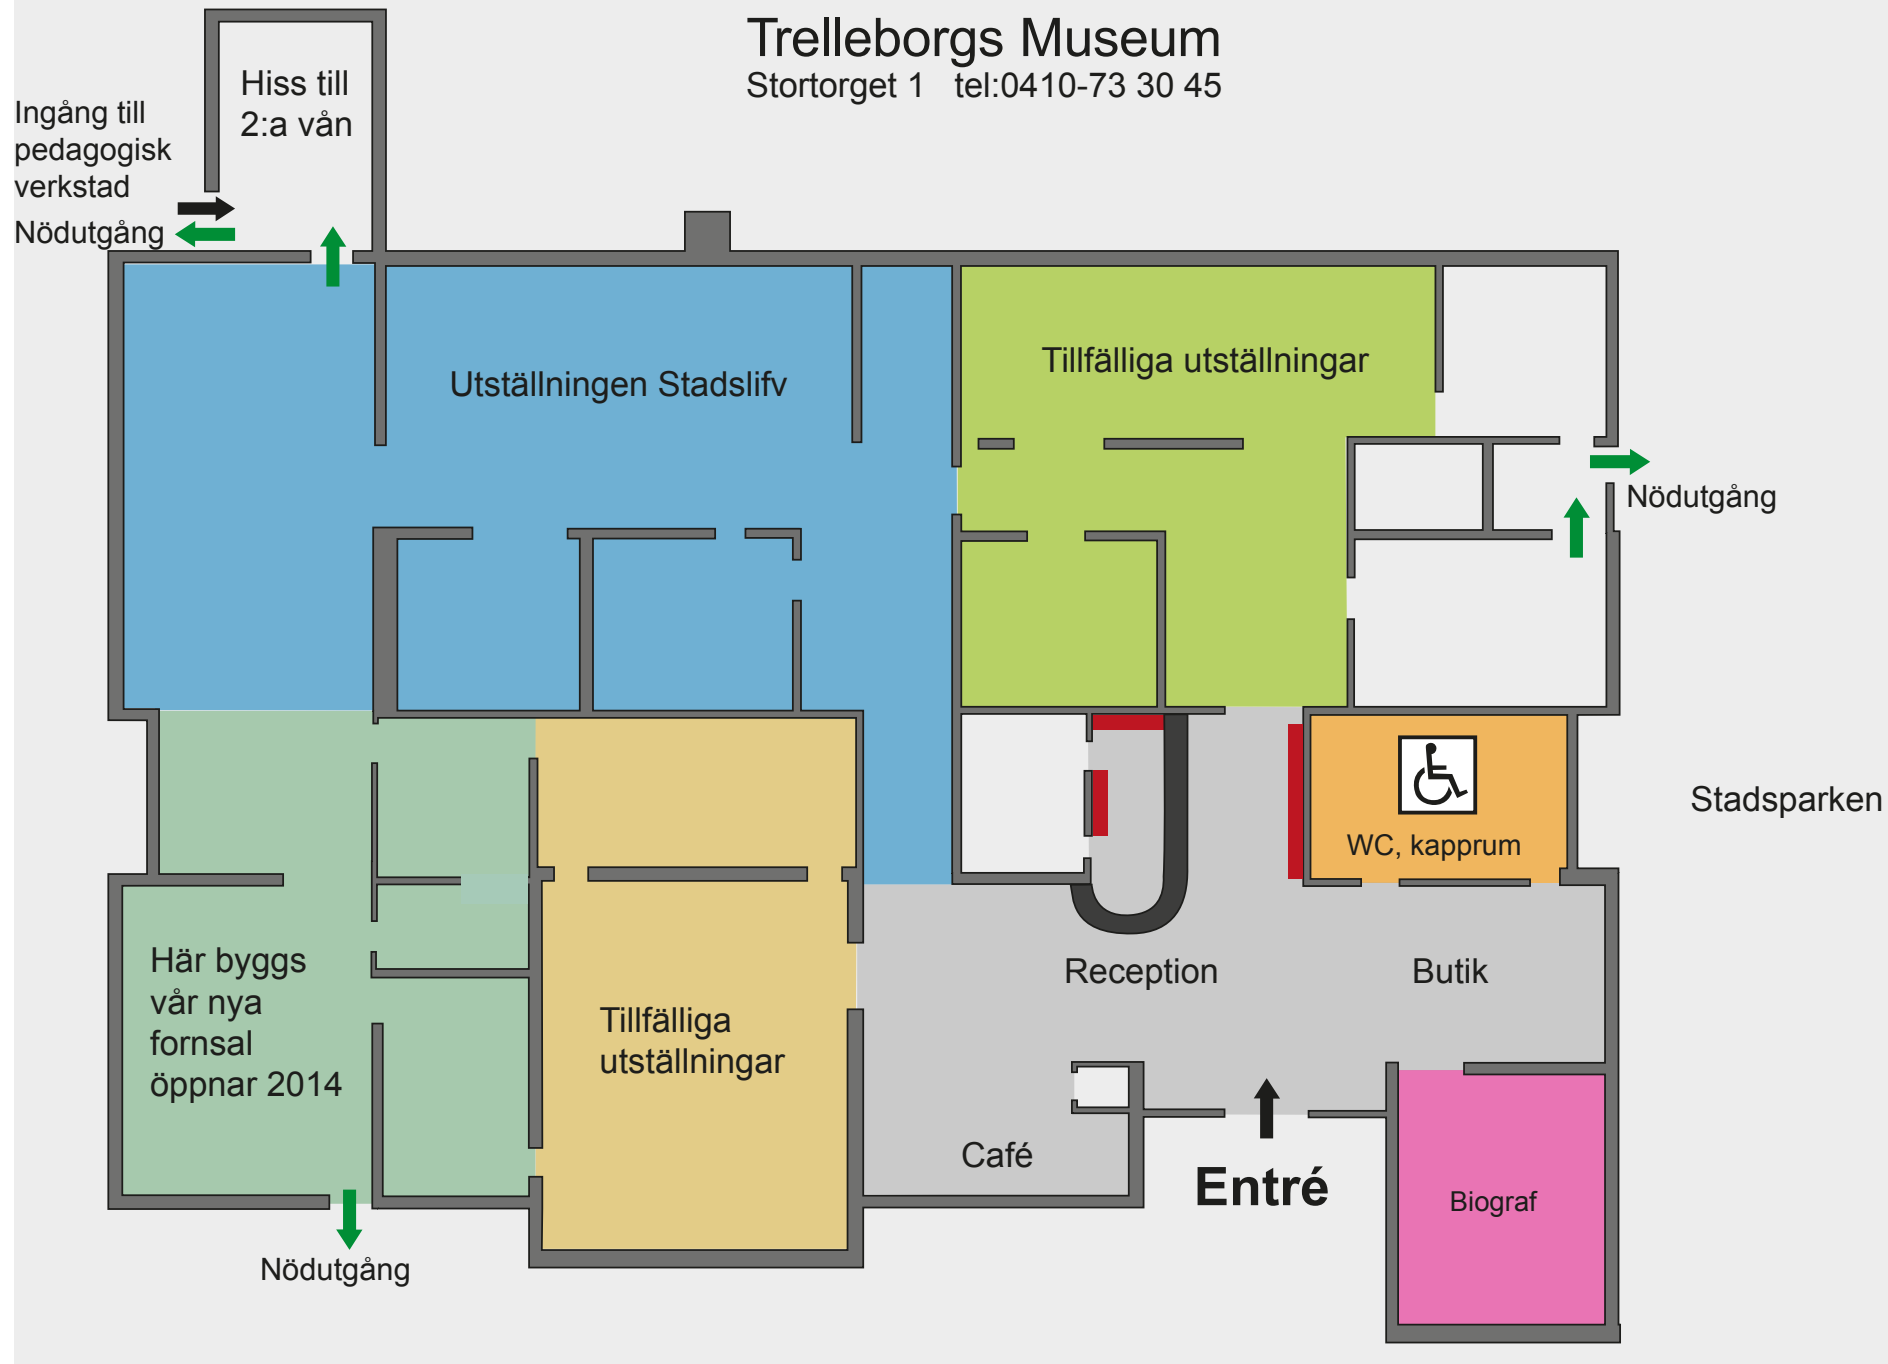 Trelleborgs Museum
Stortorget 1 tel:0410-73 30 45
Hiss till
2:a vån
Ingång till
pedagogisk
verkstad
Nödutgång
Utställningen Stadslifv
Tillfälliga utställningar
Nödutgång
Stadsparken
WC, kapprum
Reception
Butik
Här byggs
vår nya
fornsal
öppnar 2014
Tillfälliga
utställningar
Café
Entré
Biograf
Nödutgång